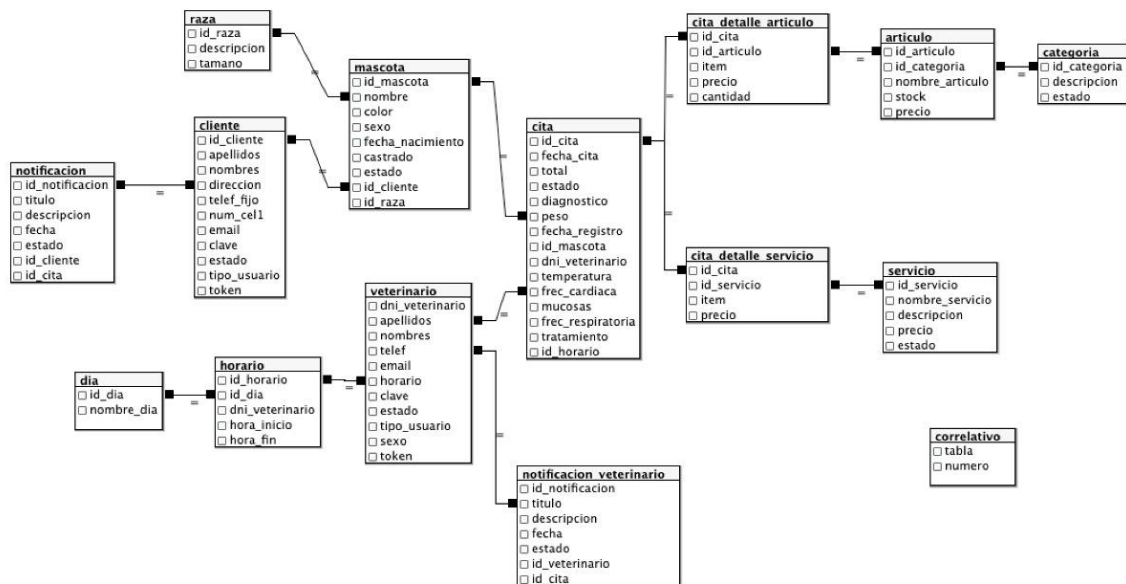 raza
id_raza
descripcion
tamano
mascota
id_mascota
nombre
color
sexo
fecha_nacimiento
castrado
estado
id_cliente
id_raza
cliente
id_cliente
apellidos
nombres
direccion
telef_fijo
num_cel1
email
clave
estado
tipo_usuario
token
notificacion
id_notificacion
titulo
descripcion
fecha
estado
id_cliente
id_cita
cita
id_cita
fecha_cita
total
estado
diagnostico
peso
fecha_registro
id_mascota
dni_veterinario
temperatura
frec_cardiaca
mucosas
frec_respiratoria
tratamiento
id_horario
cita_detalle_articulo
id_cita
id_articulo
item
precio
cantidad
articulo
id_articulo
id_categoria
nombre_articulo
stock
precio
categoria
id_categoria
descripcion
estado
cita_detalle_servicio
id_cita
id_servicio
item
precio
servicio
id_servicio
nombre_servicio
descripcion
precio
estado
veterinario
dni_veterinario
apellidos
nombres
telef
email
horario
clave
estado
tipo_usuario
sexo
token
horario
id_horario
id_dia
dni_veterinario
hora_inicio
hora_fin
dia
id_dia
nombre_dia
notificacion_veterinario
id_notificacion
titulo
descripcion
fecha
estado
id_veterinario
id_cita
correlativo
tabla
numero